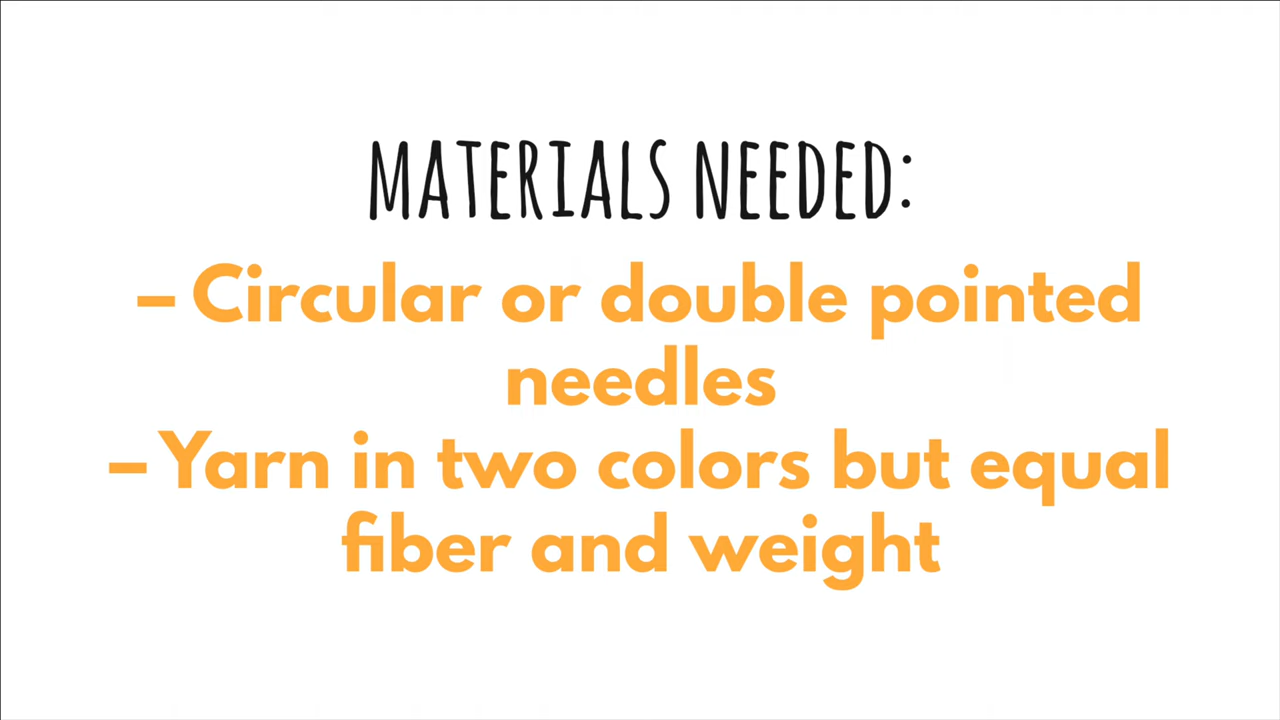 MATERIALS NEEDED:
– Circular or double pointed
needles
– Yarn in two colors but equal
fiber and weight